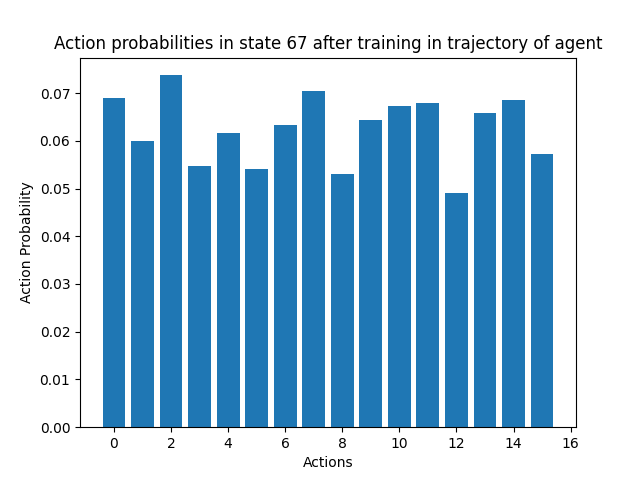 Action probabilities in state 67 after training in trajectory of agent
0.07
0.06
0.05
0.04
0.03
0.02
0.01
0.00
Action Probability
0 2 4 6 8 10 12 14 16
Actions